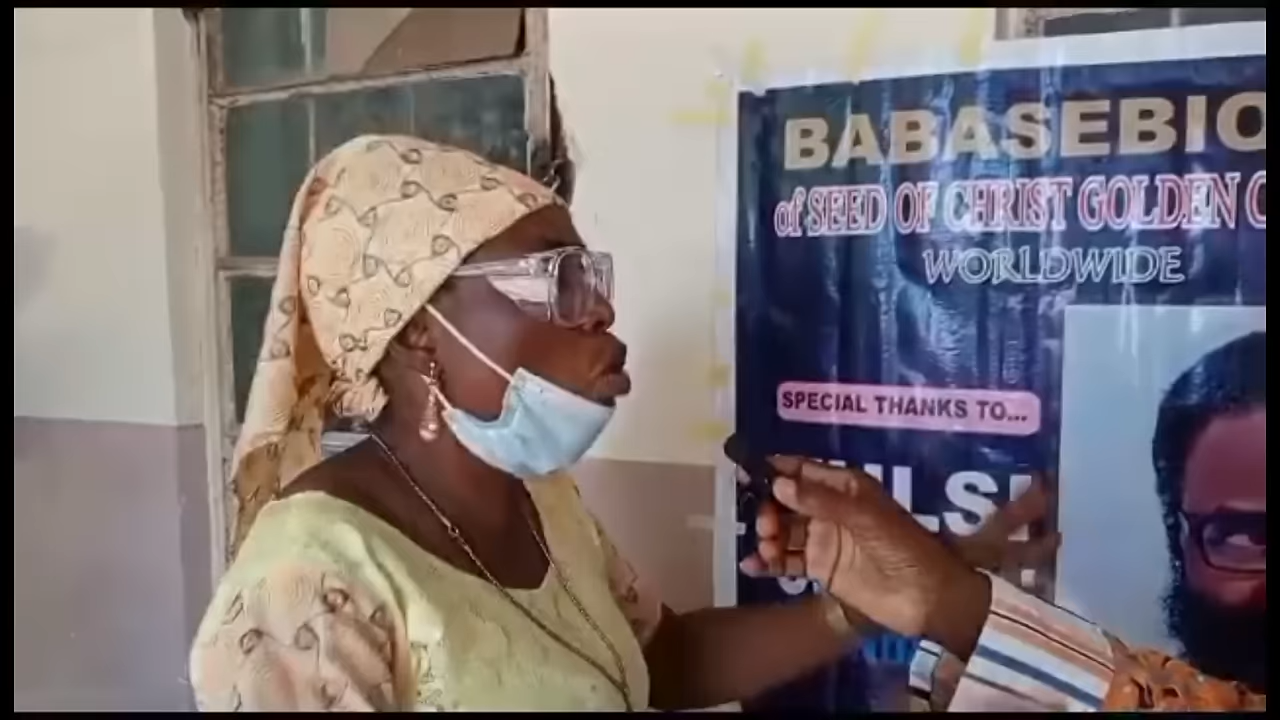 BABASEBIO
of SEED OF CHRIST GOLDEN
WORLDWIDE
SPECIAL THANKS TO...